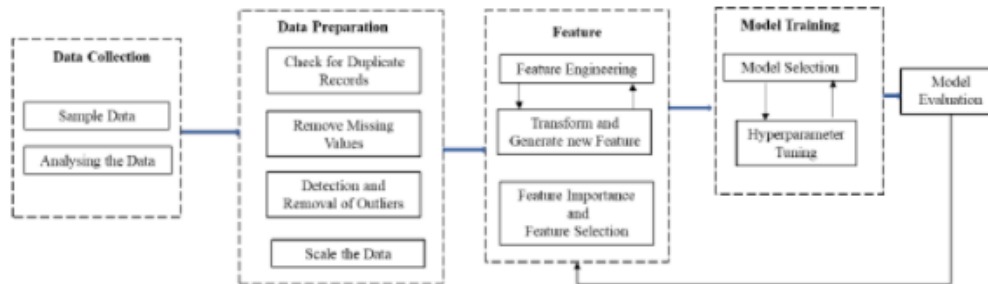 Data Collection
Sample Data
Analysing the Data
Data Preparation
Check for Duplicate
Records
Remove Missing
Values
Detection and
Removal of Outliers
Scale the Data
Feature
Feature Engineering
Transform and
Generate new Feature
Feature Importance
and
Feature Selection
Model Training
Model Selection
Hyperparameter
Tuning
Model
Evaluation